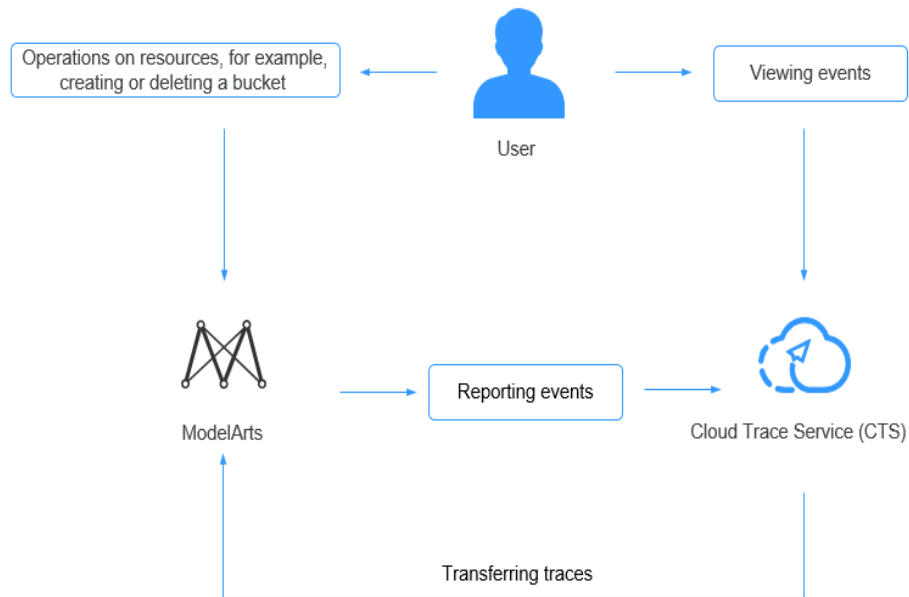 Operations on resources, for example,
creating or deleting a bucket
Viewing events
User
Reporting events
ModelArts
Cloud Trace Service (CTS)
Transferring traces